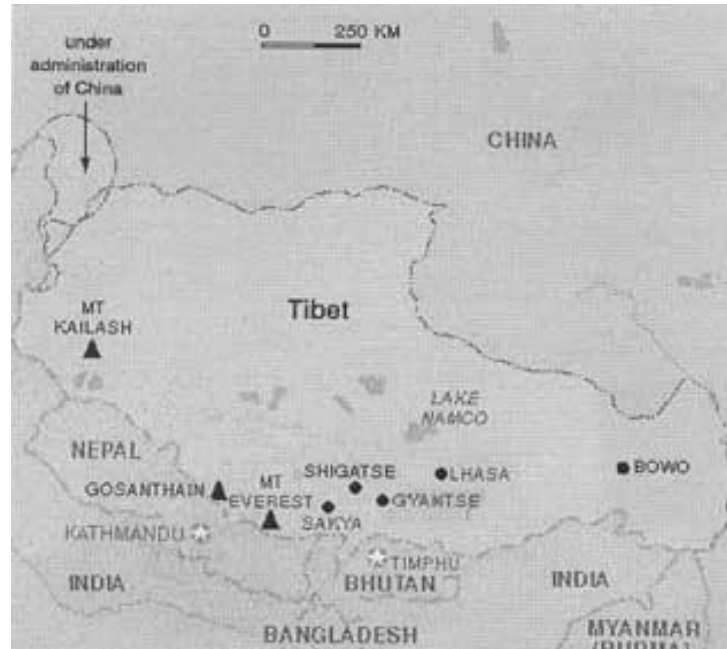 under
administration
of China
0 250 KM
CHINA
MT
KAILASH
Tibet
LAKE
NAMCO
NEPAL
GOSANTHAIN
MT
EVEREST
SHIGATSE
LHASA
BOWO
GYANTSE
SAKYA
KATHMANDU
TIMPHU
INDIA
BHUTAN
INDIA
BANGLADESH
MYANMAR
(BURMA)